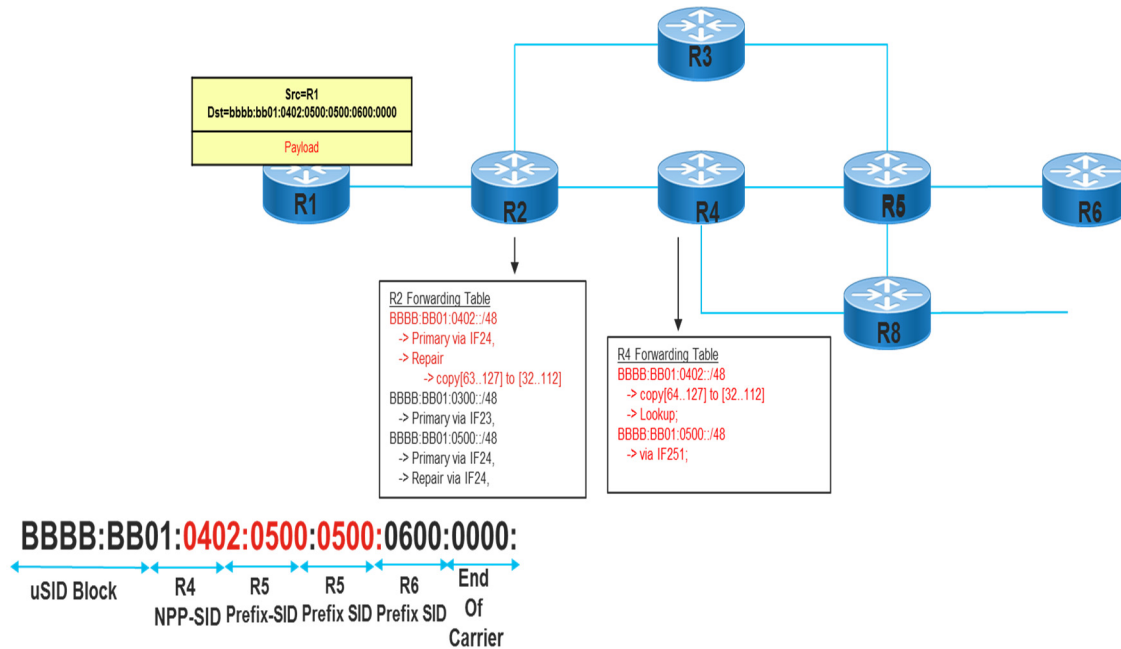 R3
Src=R1
Dst=bbbb:bb01:0402:0500:0500:0600:0000
Payload
R1
R2
R4
R6
R8
R2 Forwarding Table
BBBB:BB01:0402::/48
-> Primary via IF24,
-> Repair
-> copy[63..127] to [32..112]
BBBB:BB01:0300::/48
-> Primary via IF23,
BBBB:BB01:0500::/48
-> Primary via IF24,
-> Repair via IF24,
R4 Forwarding Table
BBBB:BB01:0402::/48
-> copy[64..127] to [32..112]
-> Lookup;
BBBB:BB01:0500::/48
-> via IF251;
BBBB:BB01:0402:0500:0500:0600:0000:
uSID Block
R4
NPP-SID
R5
Prefix-SID
R5
Prefix SID
R6
Prefix SID
End
Of
Carrier